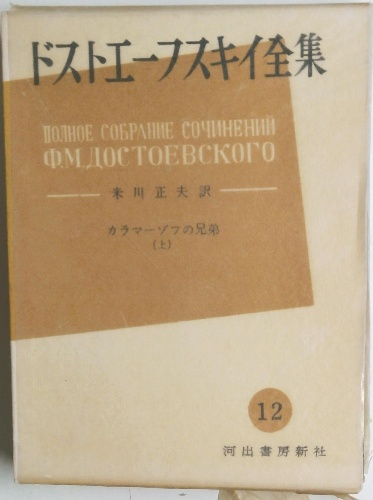 ドストエーフスキイ全集
ПОЛНОЕ СОБРАНИЕ СОЧИНЕНИЙ
Ф.М.ДОСТОЕВСКОГО
米川正夫訳
カラマーゾフの兄弟
(上)
12
河出書房新社